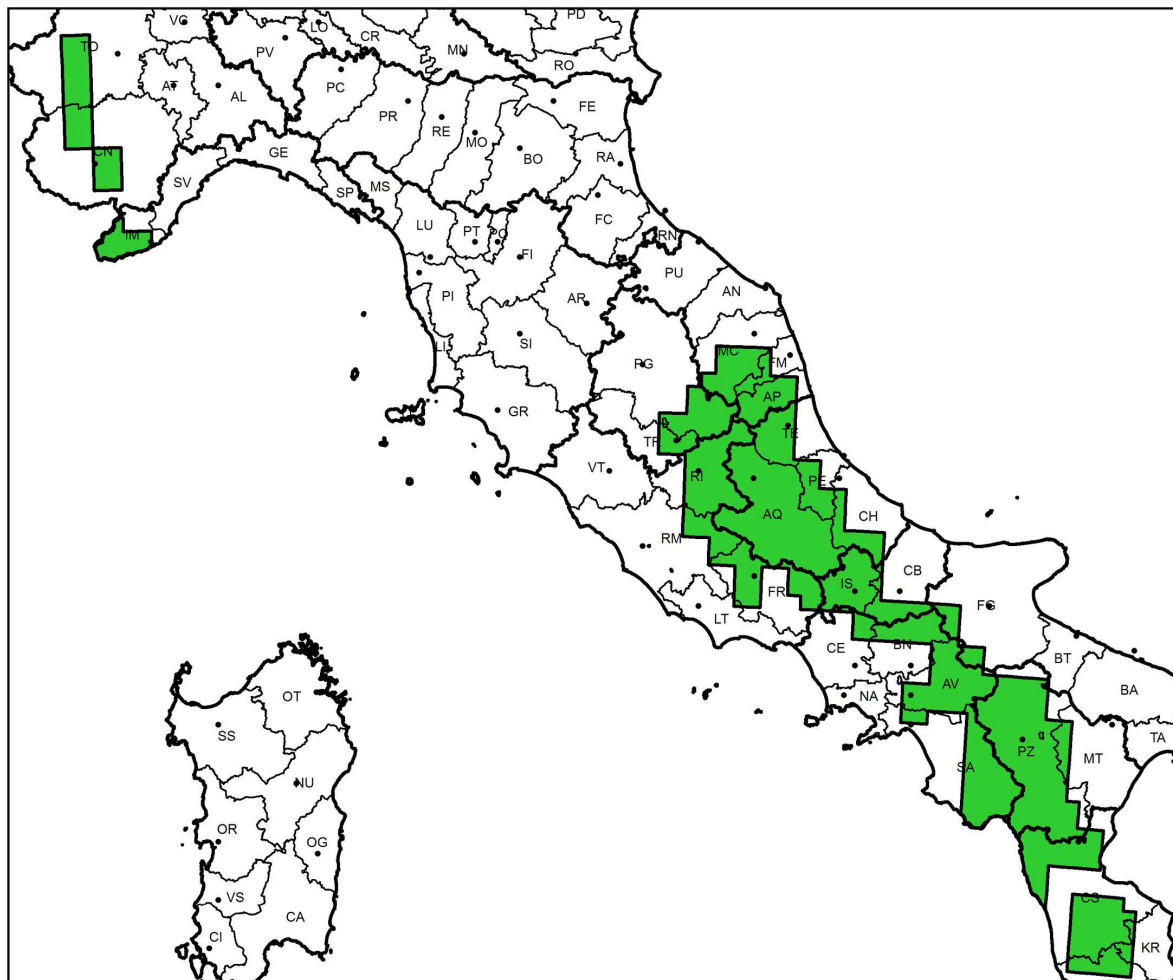 VC
LO
PD
CR
TO
PV
MN
RO
AT
AL
PC
PR
RE
MO
FE
BO
GE
RA
CN
SV
SP
MS
FC
LU
PT
PO
RN
IM
FI
PU
PI
AR
AN
LI
SI
MC
FM
PG
GR
AP
TR
TE
VT
RI
PE
AQ
CH
RM
IS
CB
FR
LT
FG
CE
BN
BT
OT
AV
BA
NA
SS
TA
PZ
MT
SA
NU
OR
OG
VS
CS
CA
CI
KR